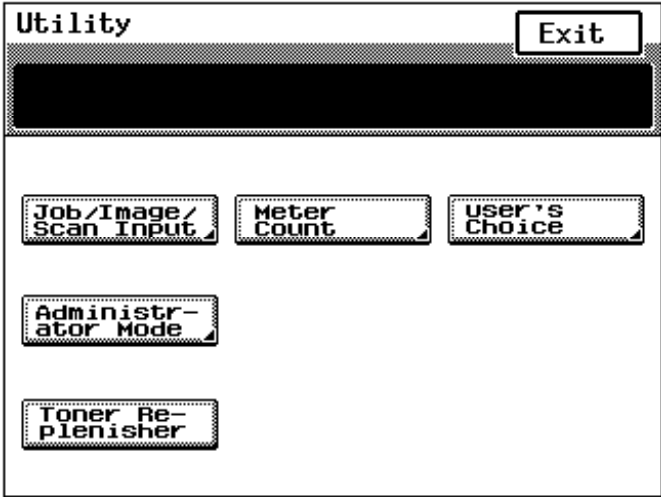 Utility
Exit
Job/Image/
Scan Input
Meter
Count
User's
Choice
Administr-
ator Mode
Toner Re-
plenisher